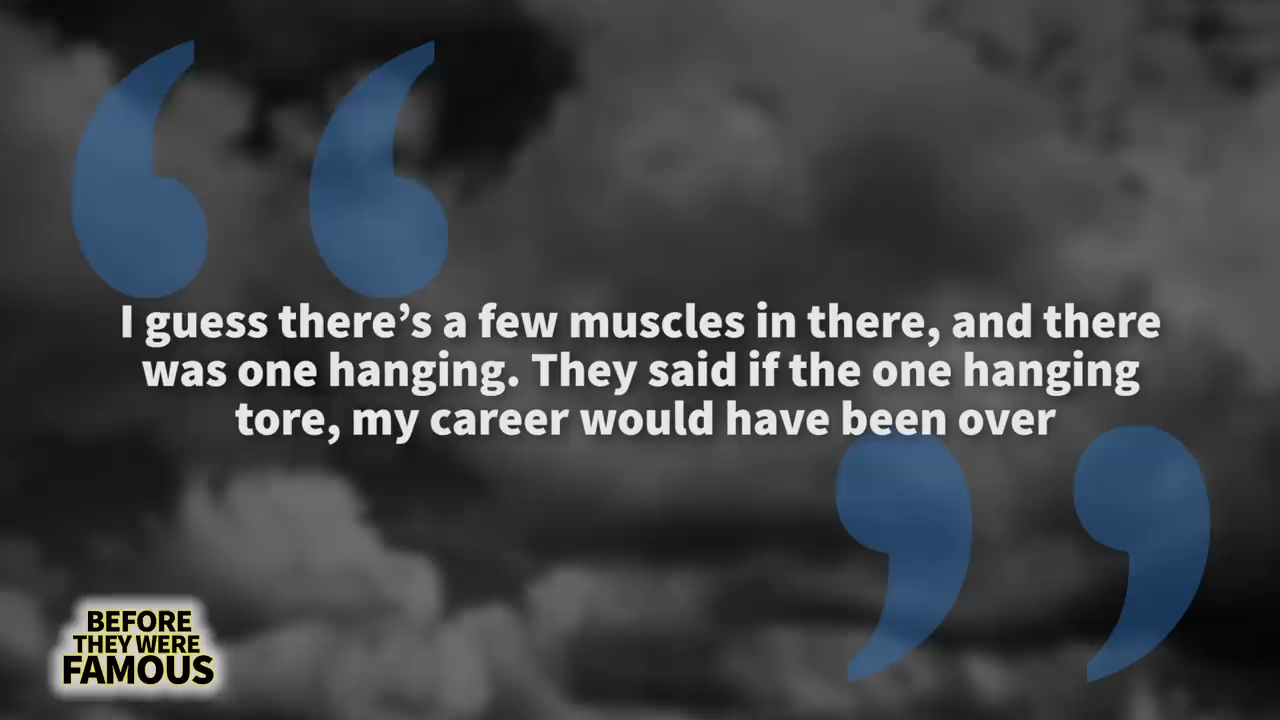 I guess there’s a few muscles in there, and there
was one hanging. They said if the one hanging
tore, my career would have been over
BEFORE
THEY WERE
FAMOUS